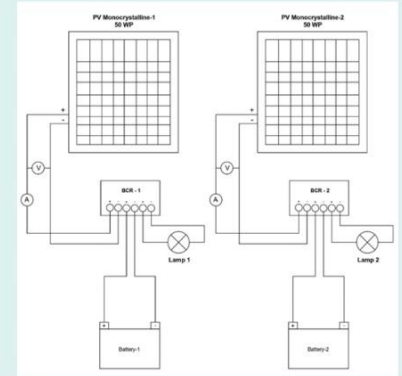 PV Monocrystalline-1
50 WP
PV Monocrystalline-2
50 WP
+
-
+
-
V
V
A
A
BCR - 1
BCR - 2
+ - + - + -
+ - + - + -
Lamp 1
Lamp 2
+
-
+
-
Battery-1
Battery-2